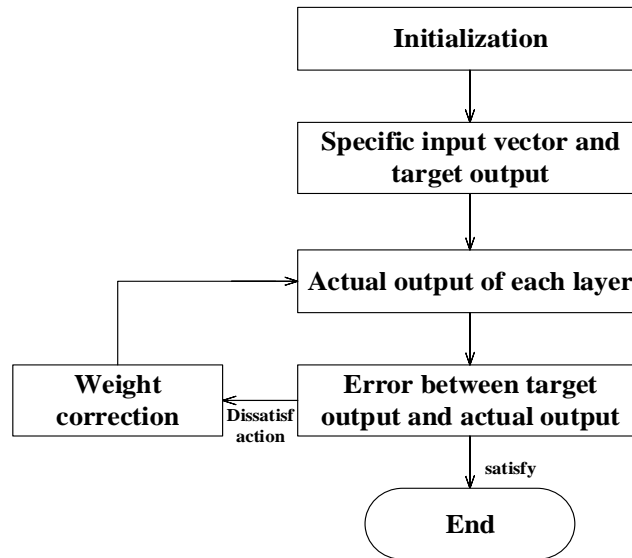 Initialization
Specific input vector and
target output
Actual output of each layer
Error between target
output and actual output
Weight
correction
Dissatisf
action
satisfy
End